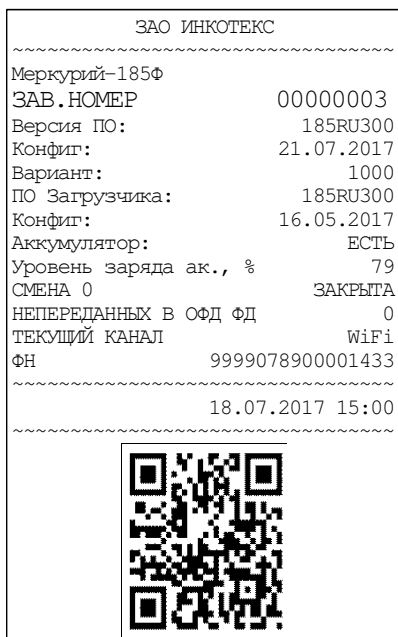 ЗАО ИНКОТЕКС
~~~~~~~~~~~~~~~~~~~~~~~~~~~~~~~~
Меркурий-185Ф
ЗАВ.НОМЕР 00000003
Версия ПО: 185RU300
Конфиг: 21.07.2017
Вариант: 1000
ПО Загрузчика: 185RU300
Конфиг: 16.05.2017
Аккумулятор: ЕСТЬ
Уровень заряда ак., % 79
СМЕНА 0 ЗАКРЫТА
НЕПЕРЕДАННЫХ В ОФД ФД 0
ТЕКУЩИЙ КАНАЛ WiFi
ФН 9999078900001433
~~~~~~~~~~~~~~~~~~~~~~~~~~~~~~~~
18.07.2017 15:00
~~~~~~~~~~~~~~~~~~~~~~~~~~~~~~~~